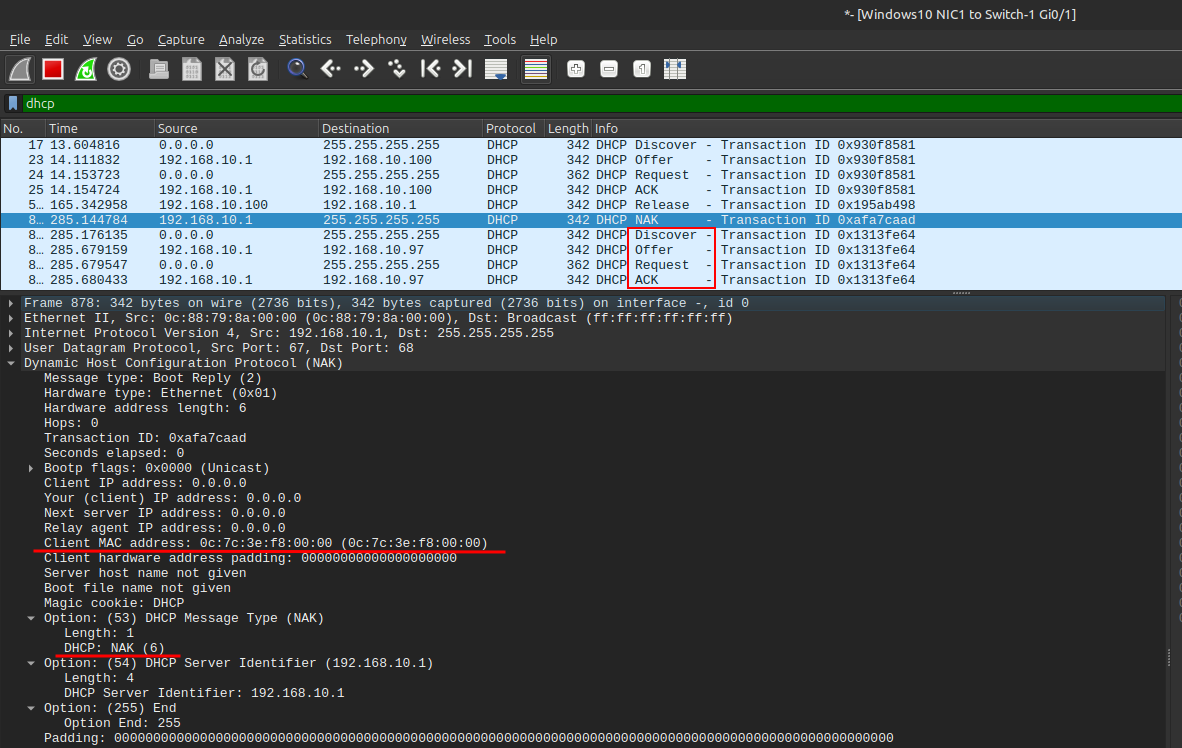 *- [Windows10 NIC1 to Switch-1 Gi0/1]
File Edit View Go Capture Analyze Statistics Telephony Wireless Tools Help
dhcp
No. Time Source Destination Protocol Length Info
17 13.604816 0.0.0.0 255.255.255.255 DHCP 342 DHCP Discover - Transaction ID 0x930f8581
23 14.111832 192.168.10.1 192.168.10.100 DHCP 342 DHCP Offer - Transaction ID 0x930f8581
24 14.153723 0.0.0.0 255.255.255.255 DHCP 362 DHCP Request - Transaction ID 0x930f8581
25 14.154724 192.168.10.1 192.168.10.100 DHCP 342 DHCP ACK - Transaction ID 0x930f8581
5… 165.342958 192.168.10.100 192.168.10.1 DHCP 342 DHCP Release - Transaction ID 0x195ab498
8… 285.144784 192.168.10.1 255.255.255.255 DHCP 342 DHCP NAK - Transaction ID 0xafa7caad
8… 285.176135 0.0.0.0 255.255.255.255 DHCP 342 DHCP Discover - Transaction ID 0x1313fe64
8… 285.679159 192.168.10.1 192.168.10.97 DHCP 342 DHCP Offer - Transaction ID 0x1313fe64
8… 285.679547 0.0.0.0 255.255.255.255 DHCP 362 DHCP Request - Transaction ID 0x1313fe64
8… 285.680433 192.168.10.1 192.168.10.97 DHCP 342 DHCP ACK - Transaction ID 0x1313fe64
Frame 878: 342 bytes on wire (2736 bits), 342 bytes captured (2736 bits) on interface -, id 0
Ethernet II, Src: 0c:88:79:8a:00:00 (0c:88:79:8a:00:00), Dst: Broadcast (ff:ff:ff:ff:ff:ff)
Internet Protocol Version 4, Src: 192.168.10.1, Dst: 255.255.255.255
User Datagram Protocol, Src Port: 67, Dst Port: 68
Dynamic Host Configuration Protocol (NAK)
Message type: Boot Reply (2)
Hardware type: Ethernet (0x01)
Hardware address length: 6
Hops: 0
Transaction ID: 0xafa7caad
Seconds elapsed: 0
Bootp flags: 0x0000 (Unicast)
Client IP address: 0.0.0.0
Your (client) IP address: 0.0.0.0
Next server IP address: 0.0.0.0
Relay agent IP address: 0.0.0.0
Client MAC address: 0c:7c:3e:f8:00:00 (0c:7c:3e:f8:00:00)
Client hardware address padding: 00000000000000000000
Server host name not given
Boot file name not given
Magic cookie: DHCP
Option: (53) DHCP Message Type (NAK)
Length: 1
DHCP: NAK (6)
Option: (54) DHCP Server Identifier (192.168.10.1)
Length: 4
DHCP Server Identifier: 192.168.10.1
Option: (255) End
Option End: 255
Padding: 0000000000000000000000000000000000000000000000000000000000000000000000000000000000000000000000000000